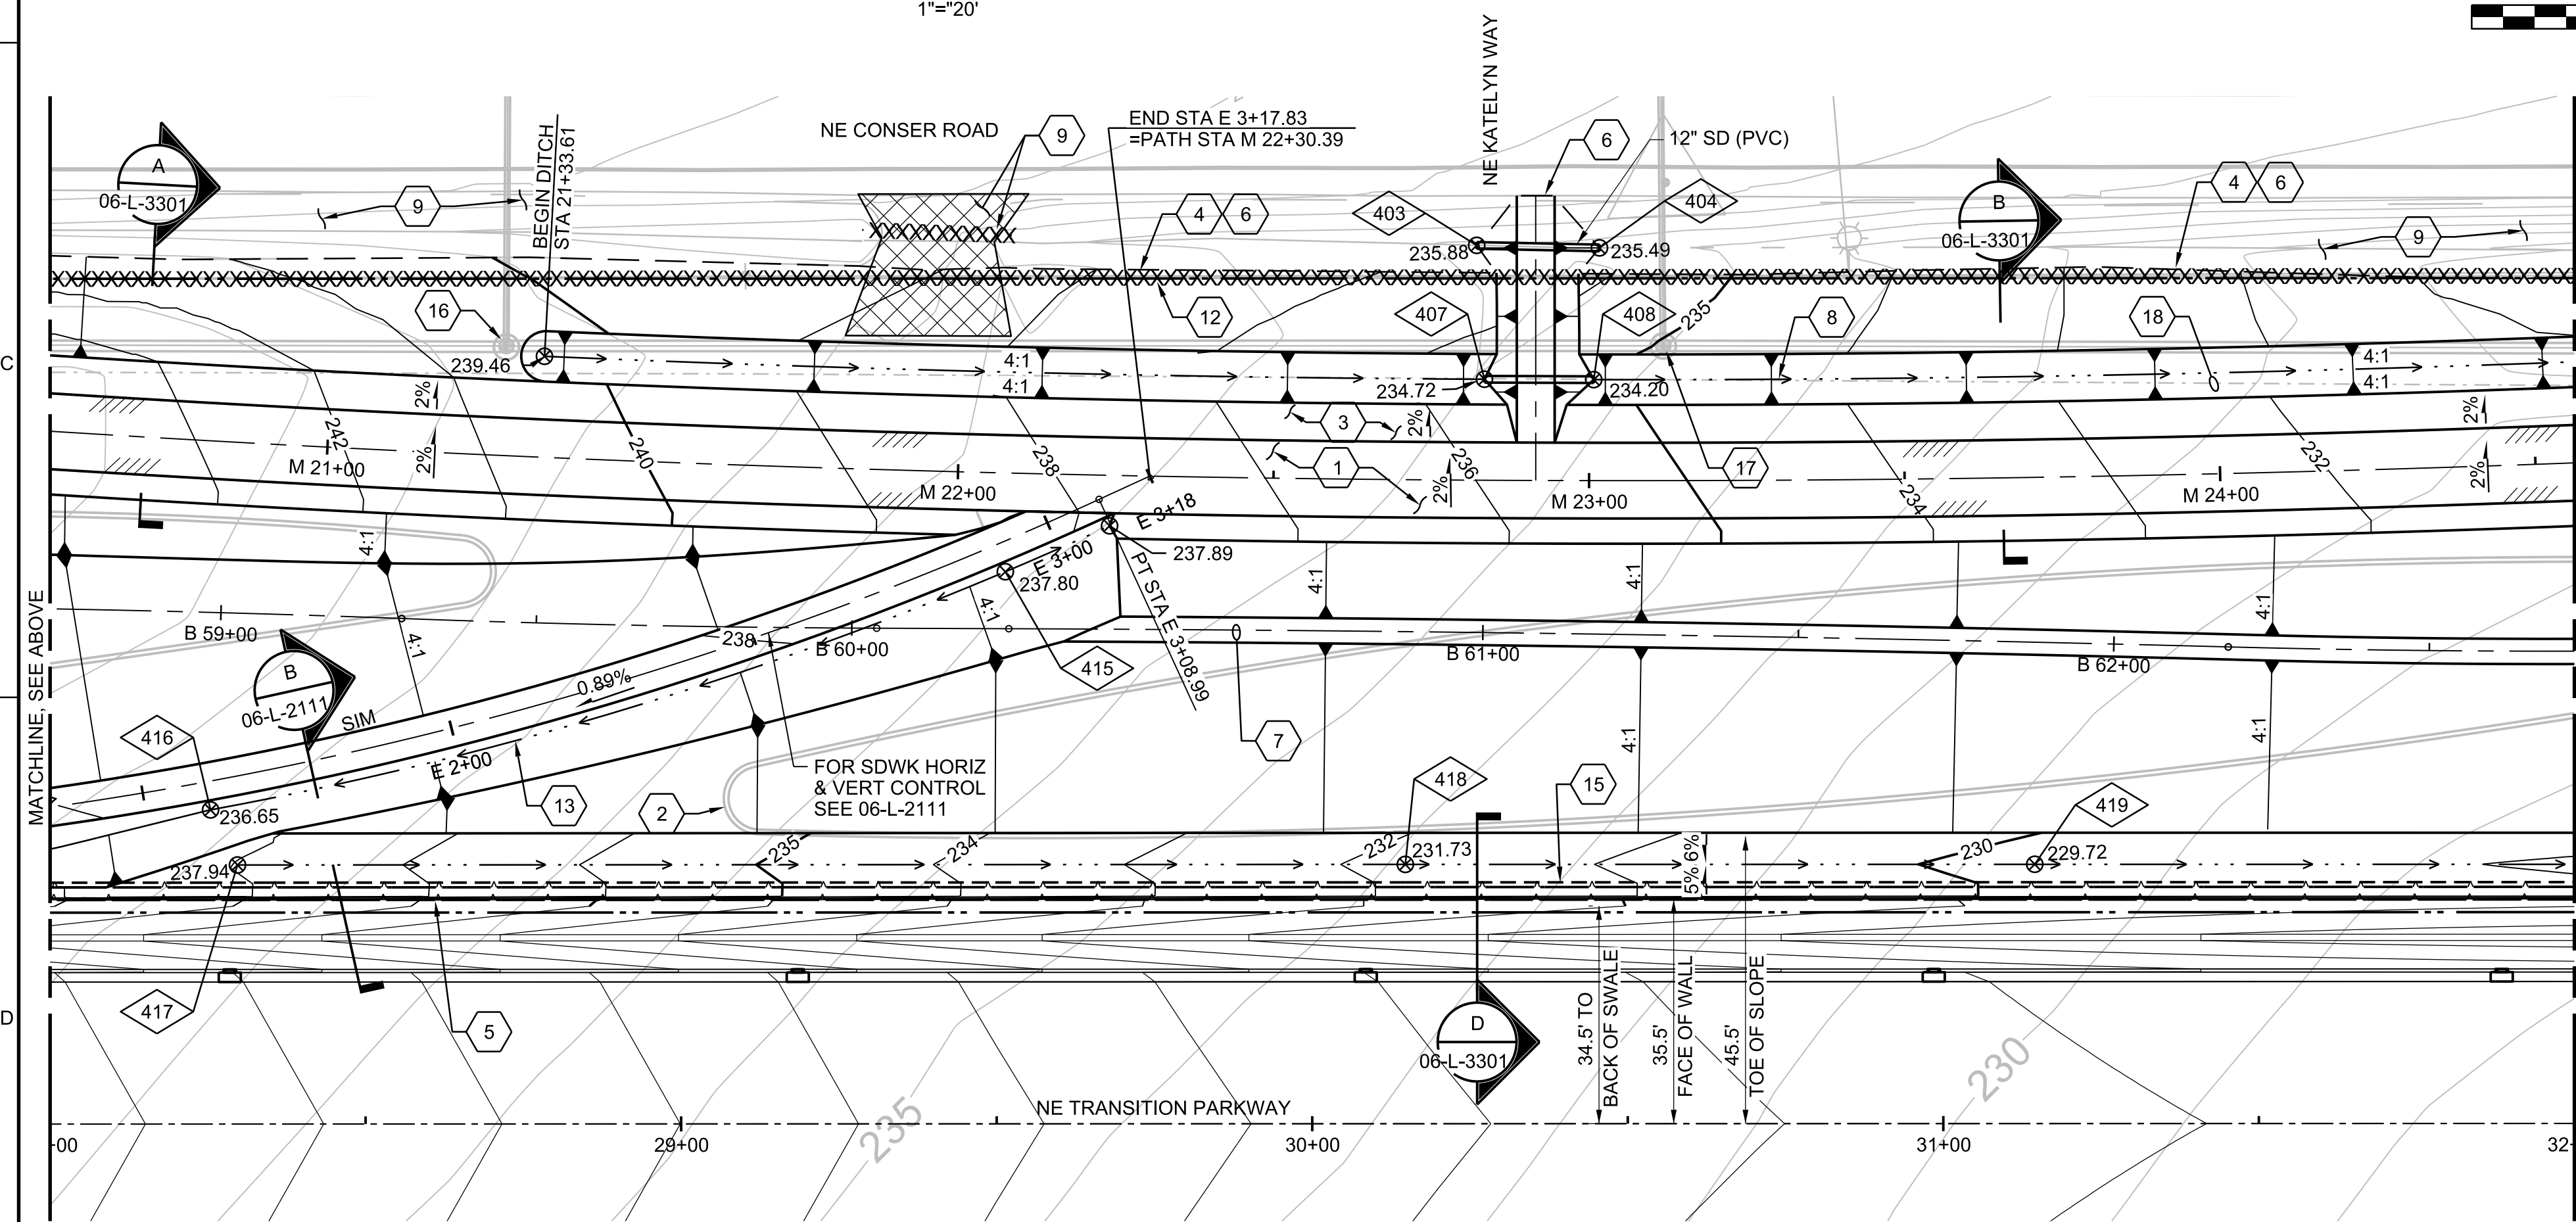 1"="20'
NE KATELYN WAY
NE CONSER ROAD
9
END STA E 3+17.83
=PATH STA M 22+30.39
6
12" SD (PVC)
BEGIN DITCH
STA 21+33.61
A
06-L-3301
9
4
6
403
404
235.88
235.49
B
06-L-3301
4
6
9
16
12
407
408
235
8
18
C
239.46
4:1
4:1
234.72
234.20
4:1
4:1
2%
2%
242
240
M 21+00
M 22+00
238
3
1
2%
2%
236
17
M 23+00
234
M 24+00
232
2%
2%
4:1
E 3+18
237.89
E 3+00
237.80
PT STA E 3+08.99
4:1
4:1
4:1
4:1
MATCHLINE, SEE ABOVE
B 59+00
4:1
238
B 60+00
B 61+00
B 62+00
415
0.89%
B
06-L-2111
SIM
416
7
4:1
4:1
E 2+00
13
2
FOR SDWK HORIZ
& VERT CONTROL
SEE 06-L-2111
418
15
419
236.65
237.94
235
234
232
231.73
5%
6%
230
229.72
417
5
D
D
06-L-3301
34.5' TO
BACK OF SWALE
35.5'
FACE OF WALL
45.5'
TOE OF SLOPE
235
230
NE TRANSITION PARKWAY
-00
29+00
30+00
31+00
32-